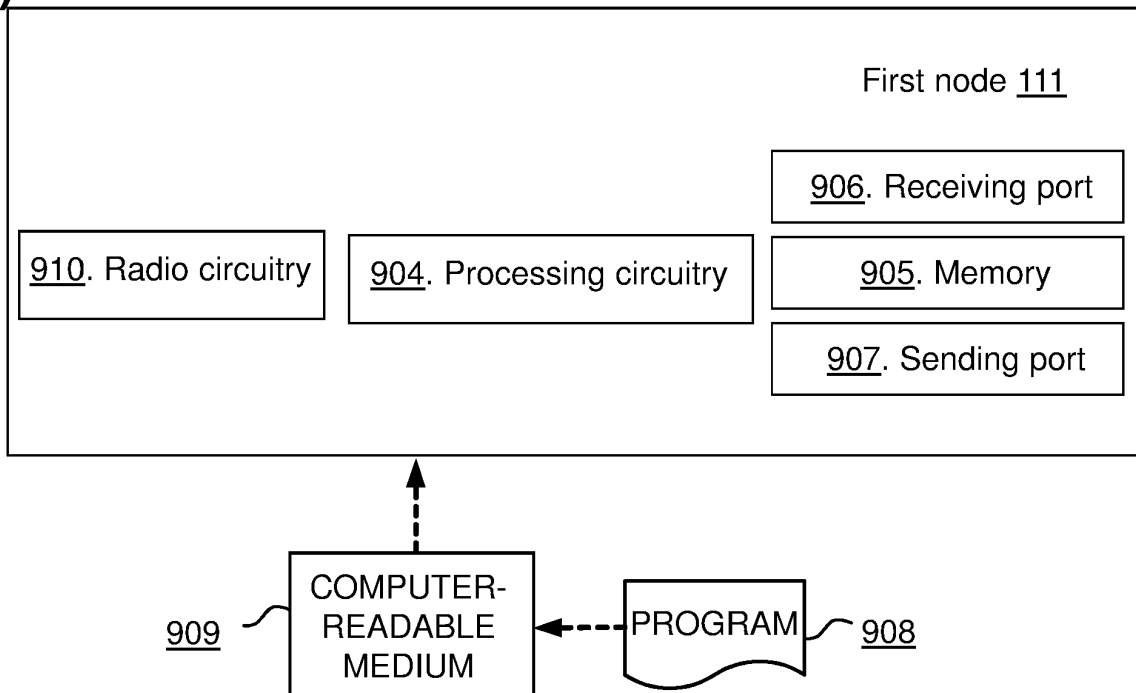 First node 111
906. Receiving port
910. Radio circuitry
904. Processing circuitry
905. Memory
907. Sending port
COMPUTER-
READABLE
MEDIUM
909
PROGRAM
908